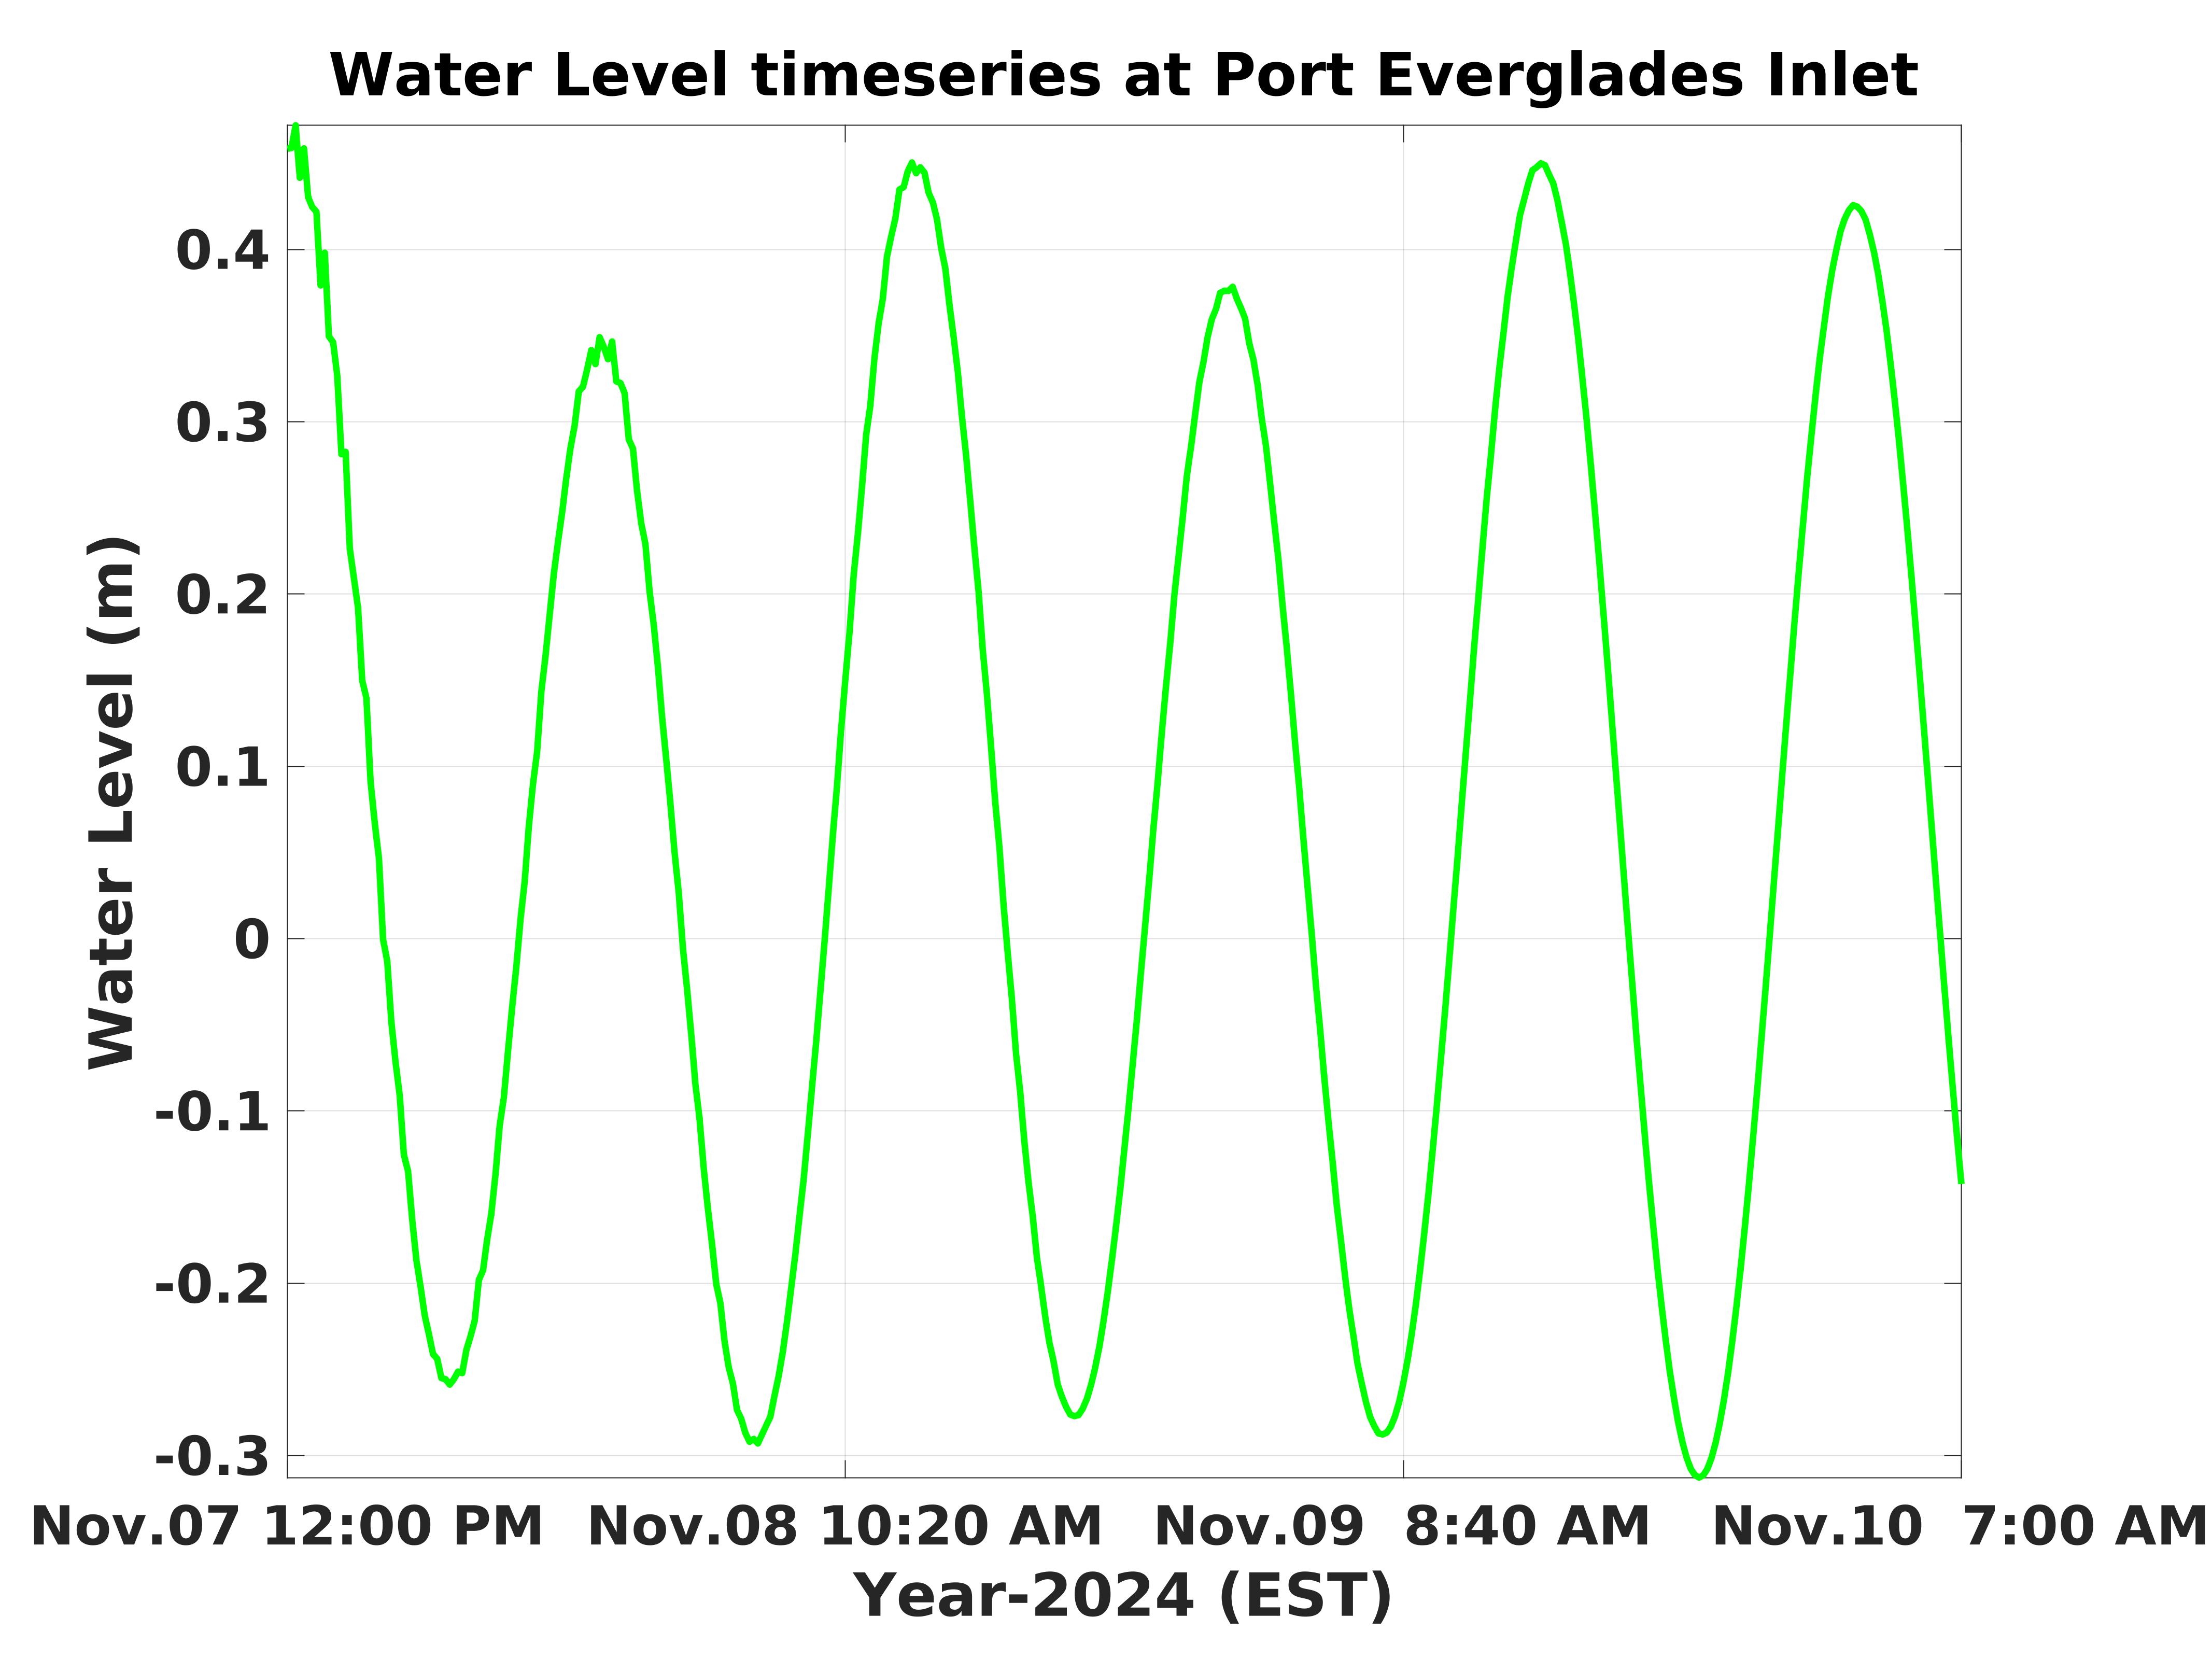 Water Level timeseries at Port Everglades Inlet
Water Level (m)
0.4
0.3
0.2
0.1
0
-0.1
-0.2
-0.3
Nov.07 12:00 PM Nov.08 10:20 AM Nov.09 8:40 AM Nov.10 7:00 AM
Year-2024 (EST)